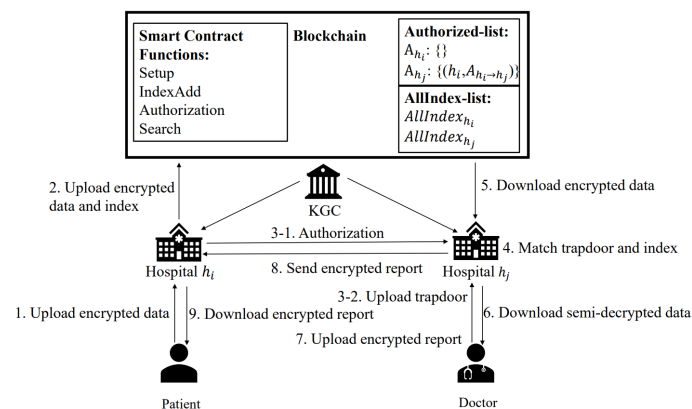 Smart Contract
Functions:
Setup
IndexAdd
Authorization
Search
Blockchain
Authorized-list:
A_{h_i}: {}
A_{h_j}: {(h_i,A_{h_i→h_j})}
AllIndex-list:
AllIndex_{h_i}
AllIndex_{h_j}
2. Upload encrypted
data and index
KGC
5. Download encrypted data
3-1. Authorization
4. Match trapdoor and index
Hospital h_i
8. Send encrypted report
Hospital h_j
1. Upload encrypted data
9. Download encrypted report
3-2. Upload trapdoor
6. Download semi-decrypted data
7. Upload encrypted report
Patient
Doctor